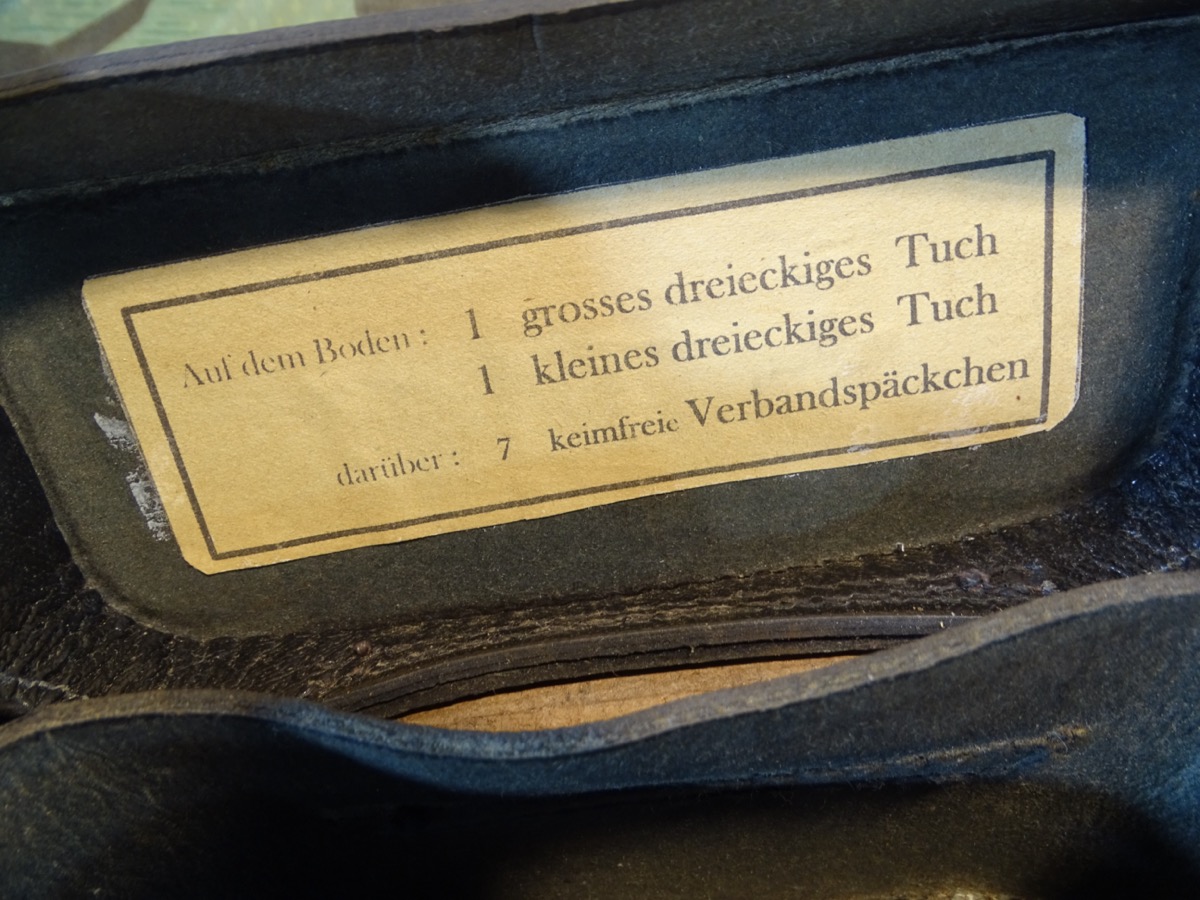 Auf dem Boden : 1 grosses dreieckiges Tuch
1 kleines dreieckiges Tuch
darüber : 7 keimfreie Verbandspäckchen